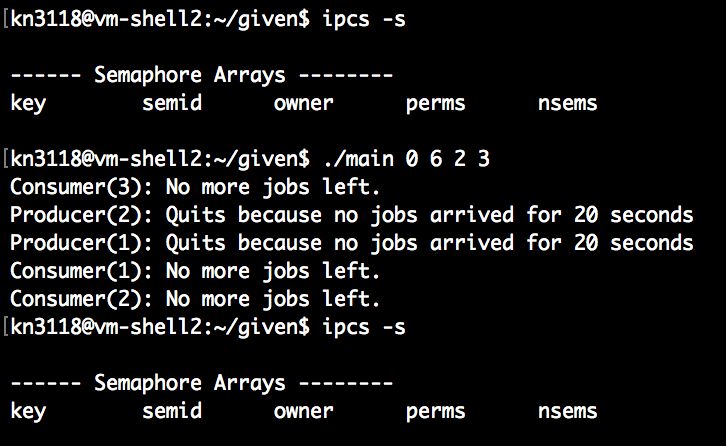 [kn3118@vm-shell2:~/given$ ipcs -s
------ Semaphore Arrays --------
key        semid      owner      perms      nsems
[kn3118@vm-shell2:~/given$ ./main 0 6 2 3
Consumer(3): No more jobs left.
Producer(2): Quits because no jobs arrived for 20 seconds
Producer(1): Quits because no jobs arrived for 20 seconds
Consumer(1): No more jobs left.
Consumer(2): No more jobs left.
[kn3118@vm-shell2:~/given$ ipcs -s
------ Semaphore Arrays --------
key        semid      owner      perms      nsems